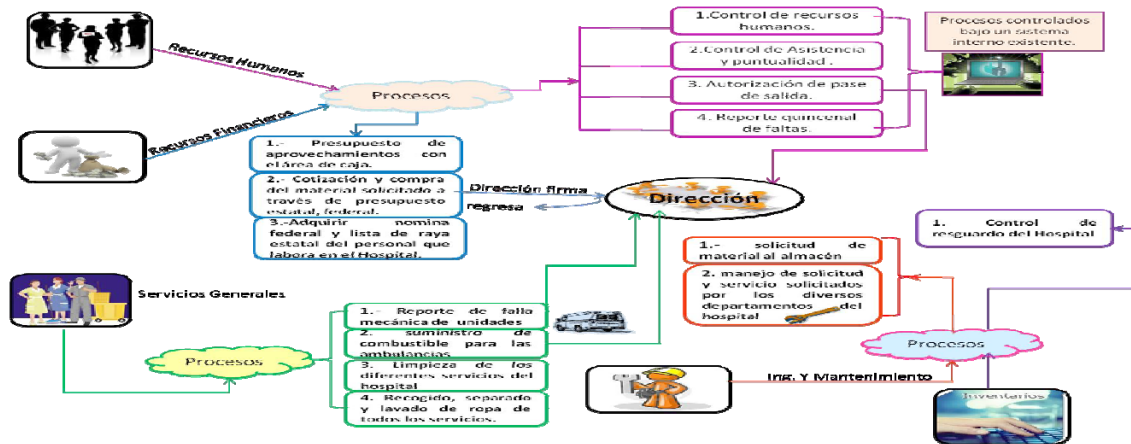 1.Control de recursos
humanos.
2.Control de Asistencia
y puntualidad .
3. Autorización de pase
de salida.
4. Reporte quincenal
de faltas.
Procesos controlados
bajo un sistema
interno existente.
Recursos Humanos
Procesos
Recursos Financieros
1.- Presupuesto de
aprovechamientos con
el área de caja.
2.- Cotización y compra
del material solicitado a
través de presupuesto
estatal, federal.
3.-Adquirir nomina
federal y lista de raya
estatal del personal que
labora en el Hospital.
Dirección firma
regresa
Dirección
1. Control de
resguardo del Hospital
1.- solicitud de
material al almacén
2. manejo de solicitud
y servicio solicitados
por los diversos
departamentos del
hospital
Servicios Generales
Procesos
1.- Reporte de falla
mecánica de unidades
2. suministro de
combustible para las
ambulancias
3. Limpieza de los
diferentes servicios del
hospital
4. Recogido, separado
y lavado de ropa de
todos los servicios.
Procesos
Ing. Y Mantenimiento
Inventarios